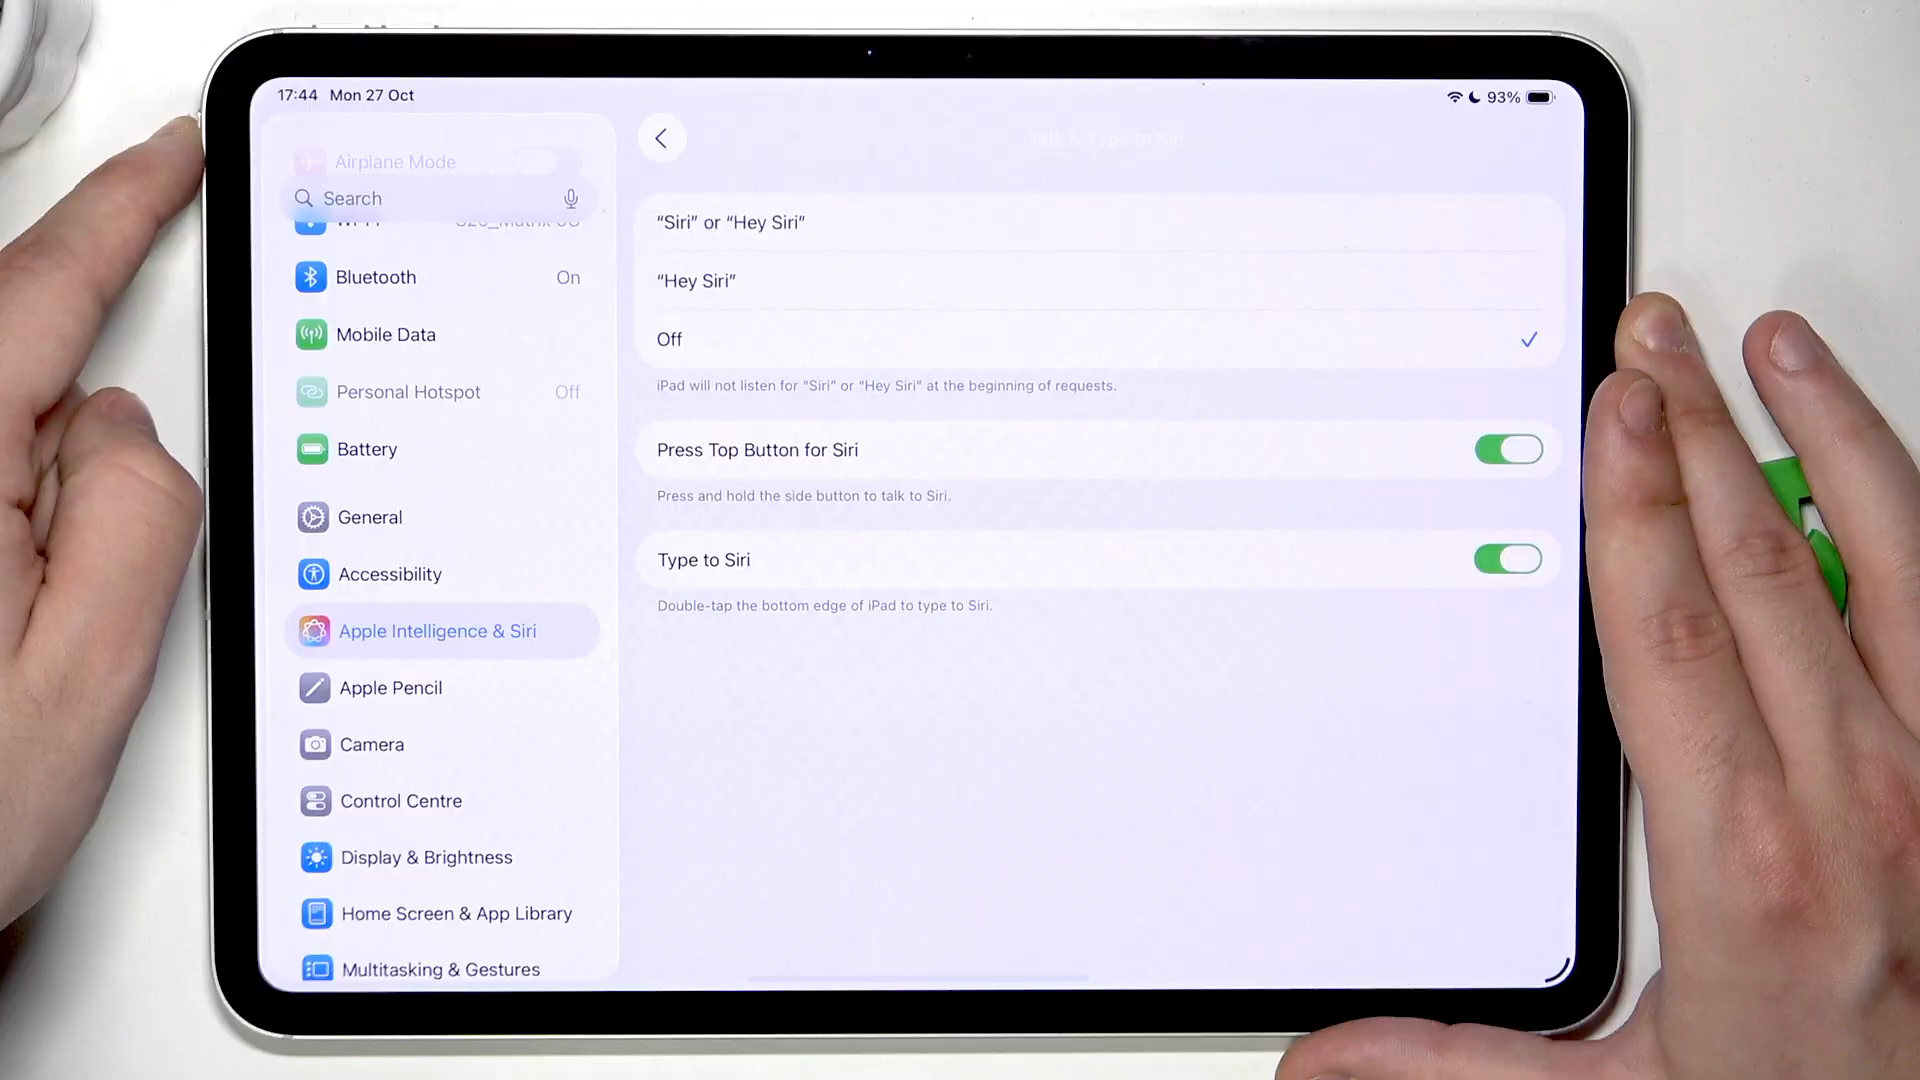 17:44 Mon 27 Oct
93%
Airplane Mode
Search
Bluetooth On
Mobile Data
Personal Hotspot Off
Battery
General
Accessibility
Apple Intelligence & Siri
Apple Pencil
Camera
Control Centre
Display & Brightness
Home Screen & App Library
Multitasking & Gestures
Talk & Type to Siri
“Siri” or “Hey Siri”
“Hey Siri”
Off
iPad will not listen for “Siri” or “Hey Siri” at the beginning of requests.
Press Top Button for Siri
Press and hold the side button to talk to Siri.
Type to Siri
Double-tap the bottom edge of iPad to type to Siri.